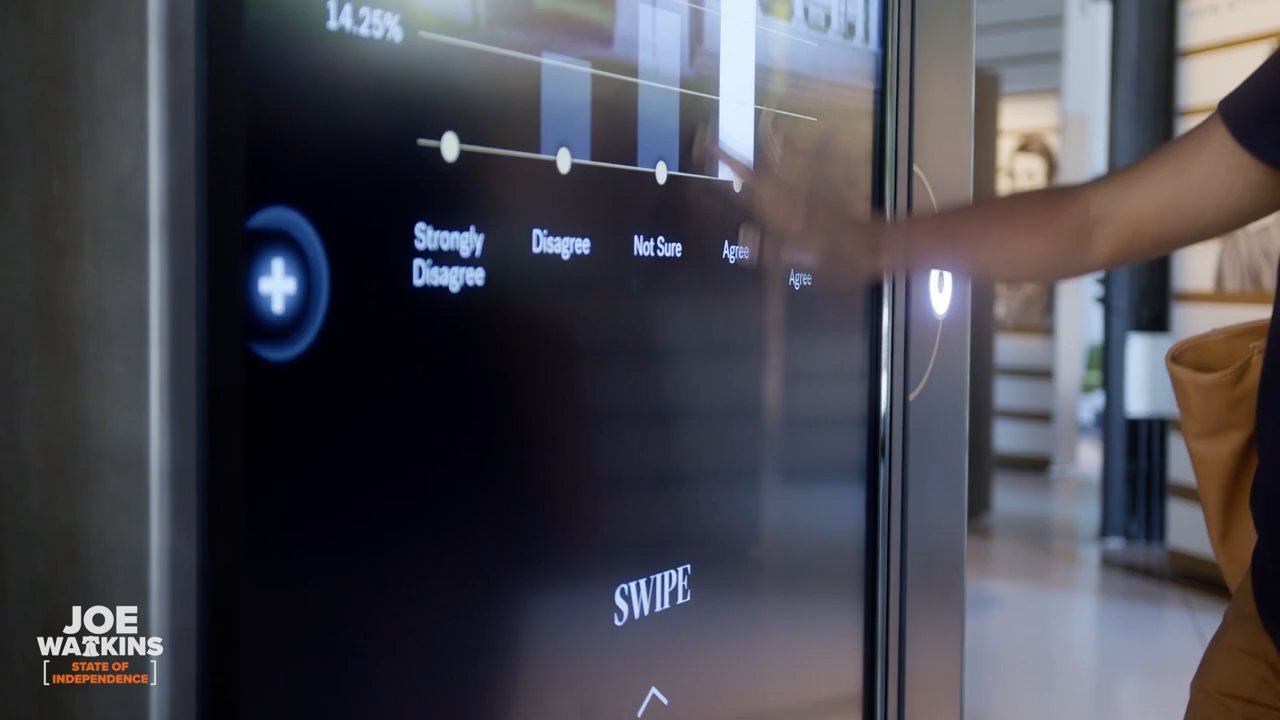 14.25%
Strongly
Disagree
Disagree
Not Sure
Agree
Agree
SWIPE
JOE
WATKINS
STATE OF
INDEPENDENCE